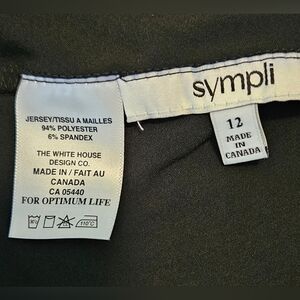 JERSEY/TISSU A MAILLES
94% POLYESTER
6% SPANDEX
THE WHITE HOUSE
DESIGN CO.
MADE IN / FAIT AU
CANADA
CA 05440
FOR OPTIMUM LIFE
110°C
sympli
12
MADE
IN
CANADA